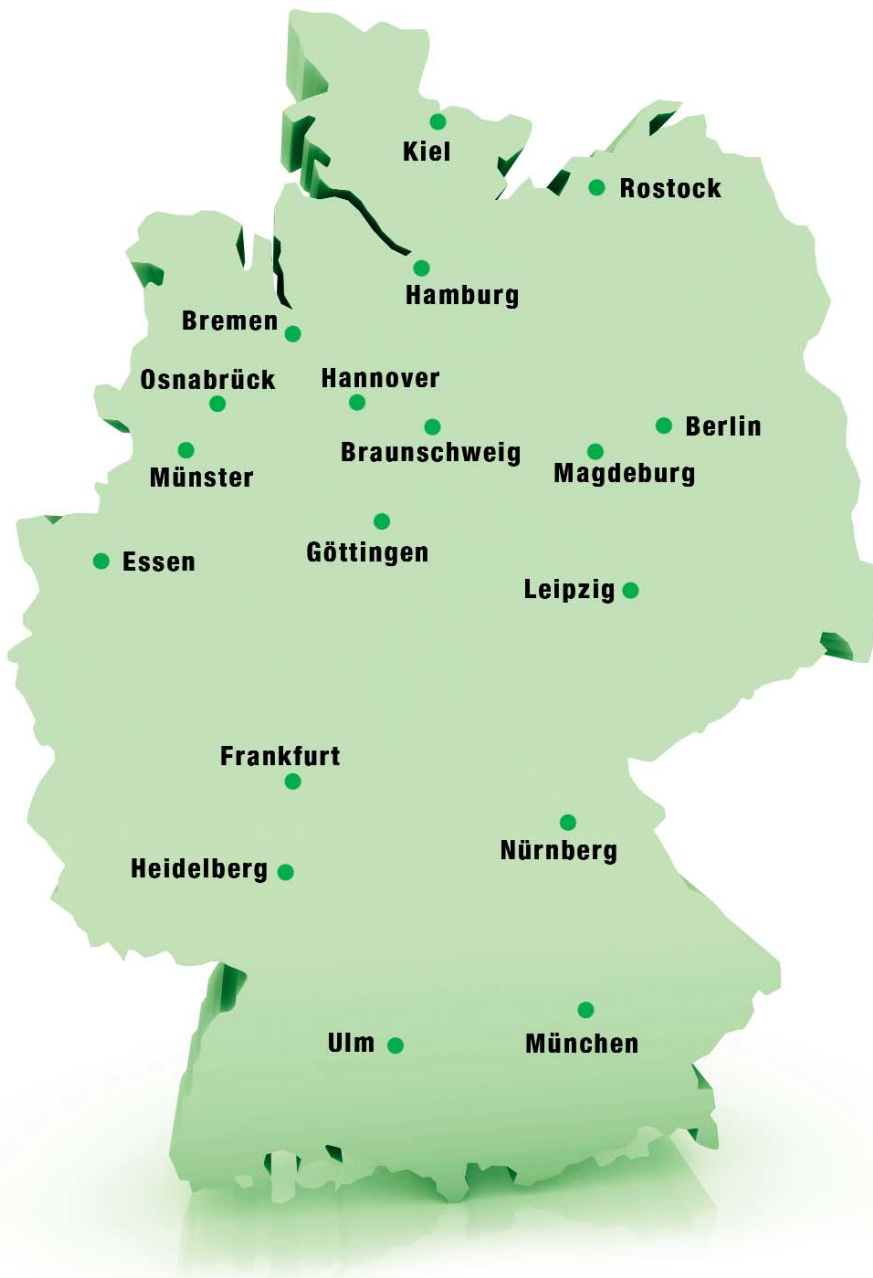 Kiel
Rostock
Hamburg
Bremen
Osnabrück
Hannover
Berlin
Braunschweig
Magdeburg
Münster
Göttingen
Essen
Leipzig
Frankfurt
Nürnberg
Heidelberg
Ulm
München